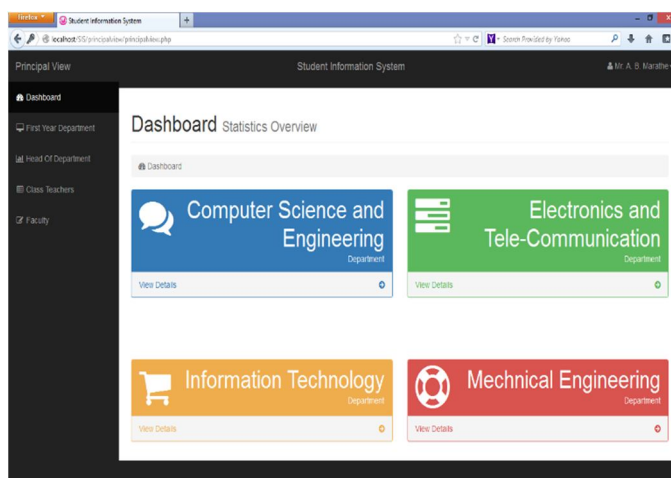 Firefox
Student Information System
localhost/SIS/principalview/principalview.php
Search Provided by Yahoo
Principal View
Student Information System
Mr. A. B. Marathe
Dashboard
First Year Department
Head Of Department
Class Teachers
Faculty
Dashboard Statistics Overview
Dashboard
Computer Science and
Engineering
Department
View Details
Electronics and
Tele-Communication
Department
View Details
Information Technology
Department
View Details
Mechnical Engineering
Department
View Details